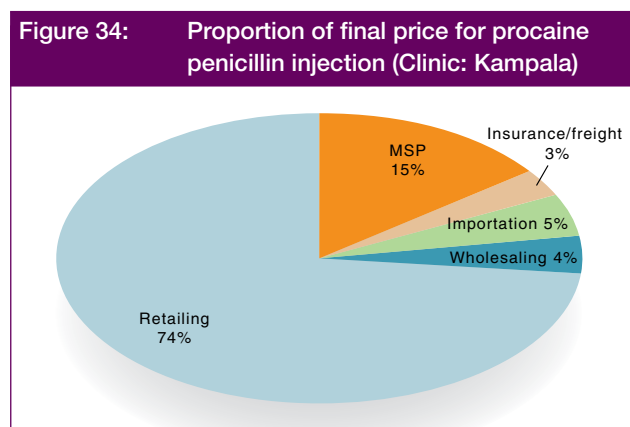 Figure 34: Proportion of final price for procaine
penicillin injection (Clinic: Kampala)
Insurance/freight
3%
MSP
15%
Importation 5%
Wholesaling 4%
Retailing
74%